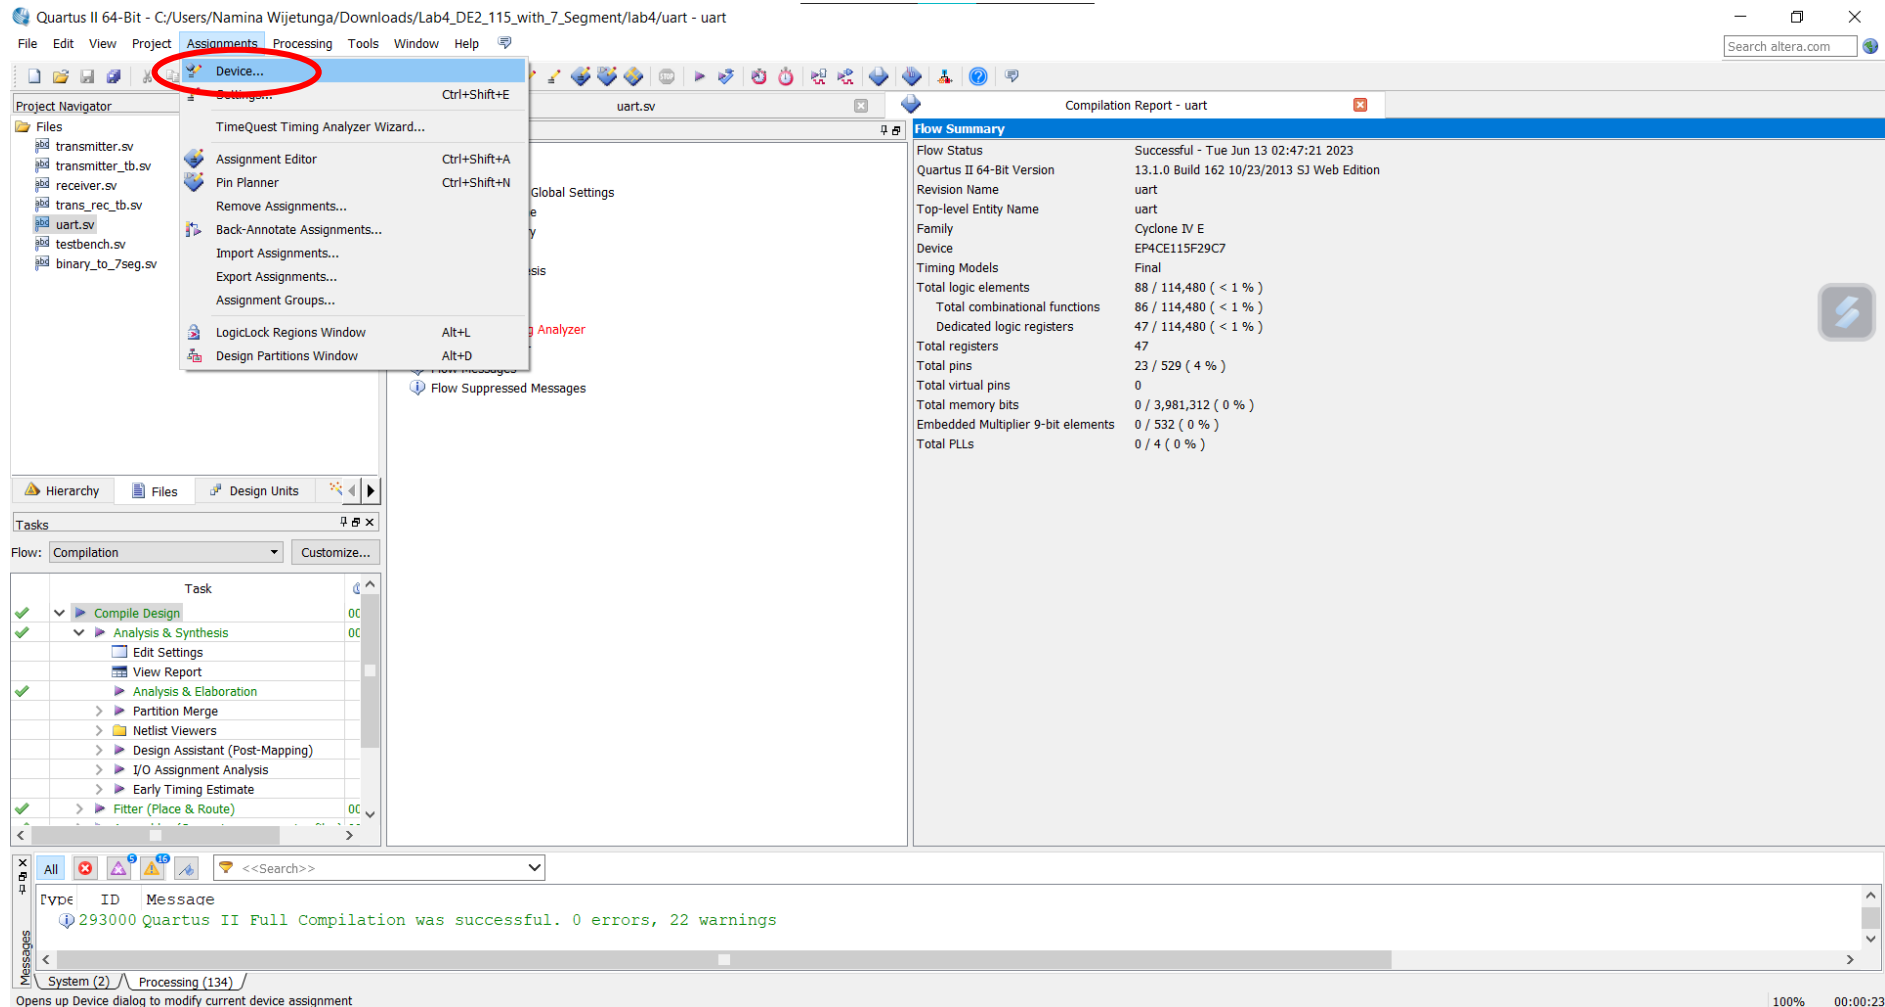 Quartus II 64-Bit - C:/Users/Namina Wijetunga/Downloads/Lab4_DE2_115_with_7_Segment/lab4/uart - uart
File Edit View Project Assignments Processing Tools Window Help
Search altera.com
Device...
Settings... Ctrl+Shift+E
TimeQuest Timing Analyzer Wizard...
Assignment Editor Ctrl+Shift+A
Pin Planner Ctrl+Shift+N
Remove Assignments...
Back-Annotate Assignments...
Import Assignments...
Export Assignments...
Assignment Groups...
LogicLock Regions Window Alt+L
Design Partitions Window Alt+D
Project Navigator
Files
transmitter.sv
transmitter_tb.sv
receiver.sv
trans_rec_tb.sv
uart.sv
testbench.sv
binary_to_7seg.sv
Hierarchy Files Design Units
uart.sv
Global Settings
Analyzer
Flow Messages
Flow Suppressed Messages
Compilation Report - uart
Flow Summary
Flow Status Successful - Tue Jun 13 02:47:21 2023
Quartus II 64-Bit Version 13.1.0 Build 162 10/23/2013 SJ Web Edition
Revision Name uart
Top-level Entity Name uart
Family Cyclone IV E
Device EP4CE115F29C7
Timing Models Final
Total logic elements 88 / 114,480 ( < 1 % )
Total combinational functions 86 / 114,480 ( < 1 % )
Dedicated logic registers 47 / 114,480 ( < 1 % )
Total registers 47
Total pins 23 / 529 ( 4 % )
Total virtual pins 0
Total memory bits 0 / 3,981,312 ( 0 % )
Embedded Multiplier 9-bit elements 0 / 532 ( 0 % )
Total PLLs 0 / 4 ( 0 % )
Tasks
Flow: Compilation Customize...
Task
Compile Design 00
Analysis & Synthesis 00
Edit Settings
View Report
Analysis & Elaboration
Partition Merge
Netlist Viewers
Design Assistant (Post-Mapping)
I/O Assignment Analysis
Early Timing Estimate
Fitter (Place & Route) 00
All 5 16 <<Search>>
Type ID Message
293000 Quartus II Full Compilation was successful. 0 errors, 22 warnings
Messages
System (2) Processing (134)
Opens up Device dialog to modify current device assignment
100% 00:00:23